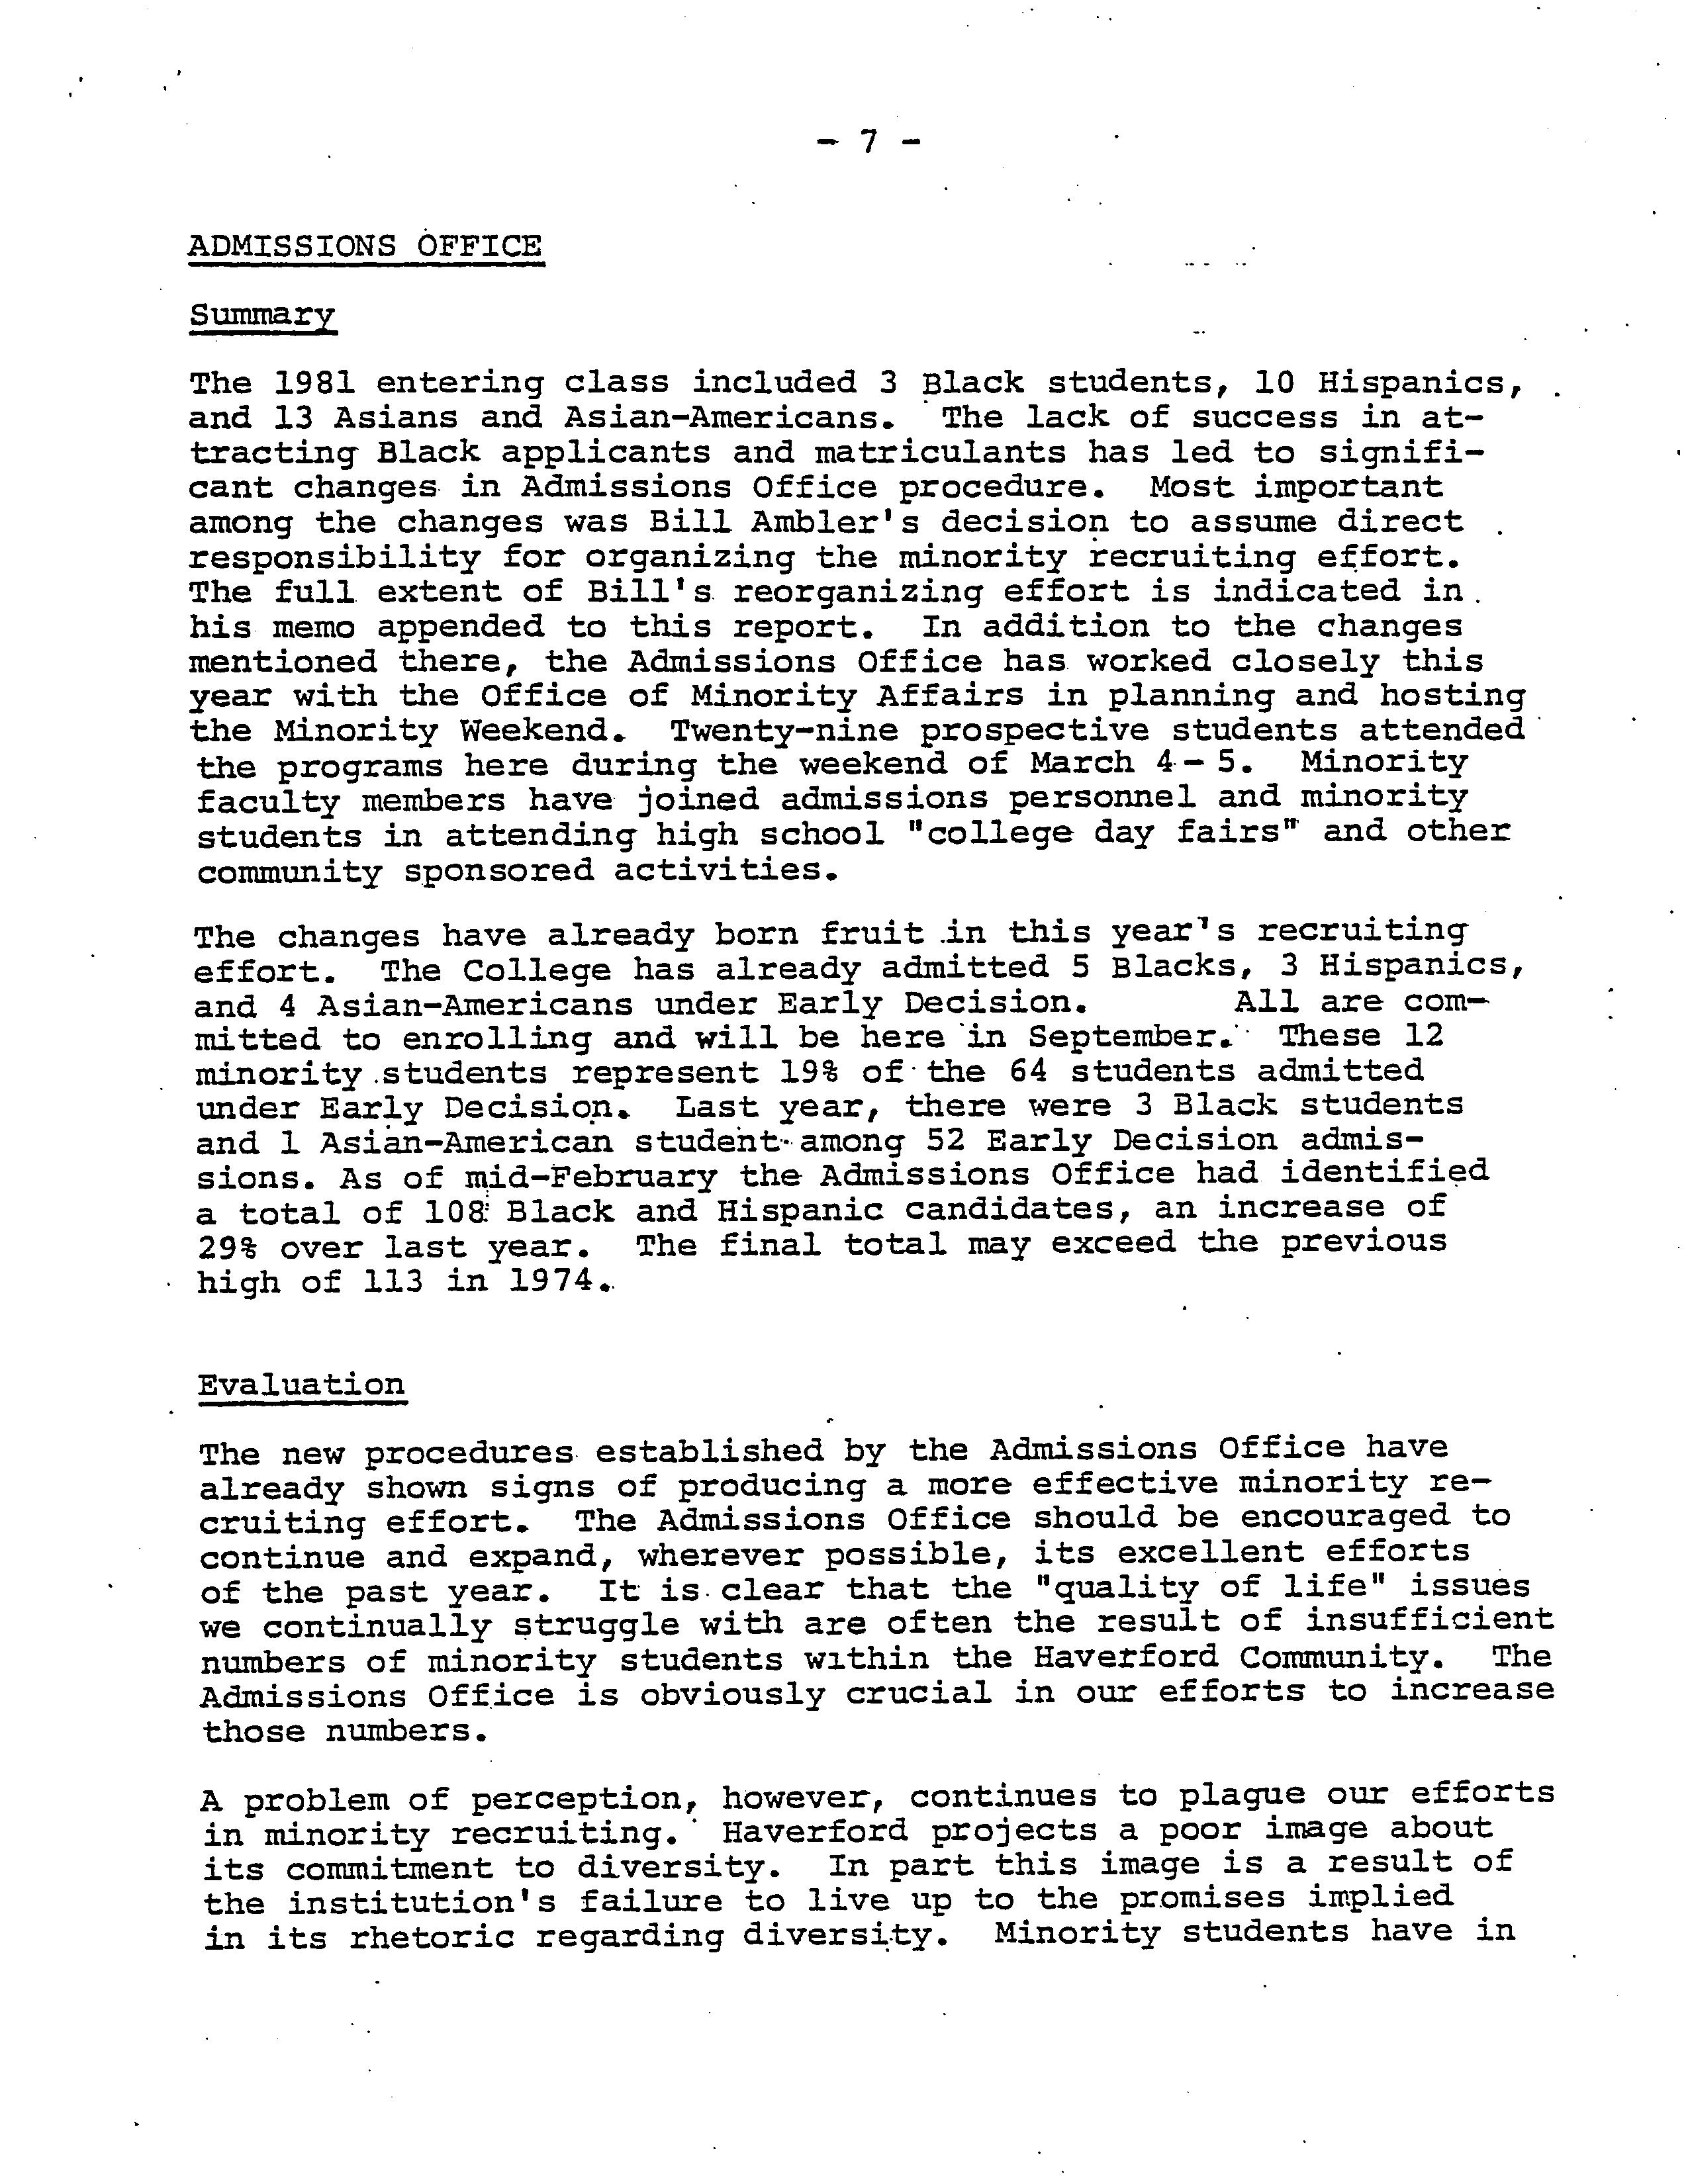 - 7 -
ADMISSIONS OFFICE
Summary
The 1981 entering class included 3 Black students, 10 Hispanics,
and 13 Asians and Asian-Americans. The lack of success in at-
tracting Black applicants and matriculants has led to signifi-
cant changes in Admissions Office procedure. Most important
among the changes was Bill Ambler's decision to assume direct
responsibility for organizing the minority recruiting effort.
The full extent of Bill's reorganizing effort is indicated in
his memo appended to this report. In addition to the changes
mentioned there, the Admissions Office has worked closely this
year with the Office of Minority Affairs in planning and hosting
the Minority Weekend. Twenty-nine prospective students attended
the programs here during the weekend of March 4 - 5. Minority
faculty members have joined admissions personnel and minority
students in attending high school "college day fairs" and other
community sponsored activities.
The changes have already born fruit in this year's recruiting
effort. The College has already admitted 5 Blacks, 3 Hispanics,
and 4 Asian-Americans under Early Decision. All are com-
mitted to enrolling and will be here in September. These 12
minority students represent 19% of the 64 students admitted
under Early Decision. Last year, there were 3 Black students
and 1 Asian-American student among 52 Early Decision admis-
sions. As of mid-February the Admissions Office had identified
a total of 108 Black and Hispanic candidates, an increase of
29% over last year. The final total may exceed the previous
high of 113 in 1974.
Evaluation
The new procedures established by the Admissions Office have
already shown signs of producing a more effective minority re-
cruiting effort. The Admissions Office should be encouraged to
continue and expand, wherever possible, its excellent efforts
of the past year. It is clear that the "quality of life" issues
we continually struggle with are often the result of insufficient
numbers of minority students within the Haverford Community. The
Admissions Office is obviously crucial in our efforts to increase
those numbers.
A problem of perception, however, continues to plague our efforts
in minority recruiting. Haverford projects a poor image about
its commitment to diversity. In part this image is a result of
the institution's failure to live up to the promises implied
in its rhetoric regarding diversity. Minority students have in